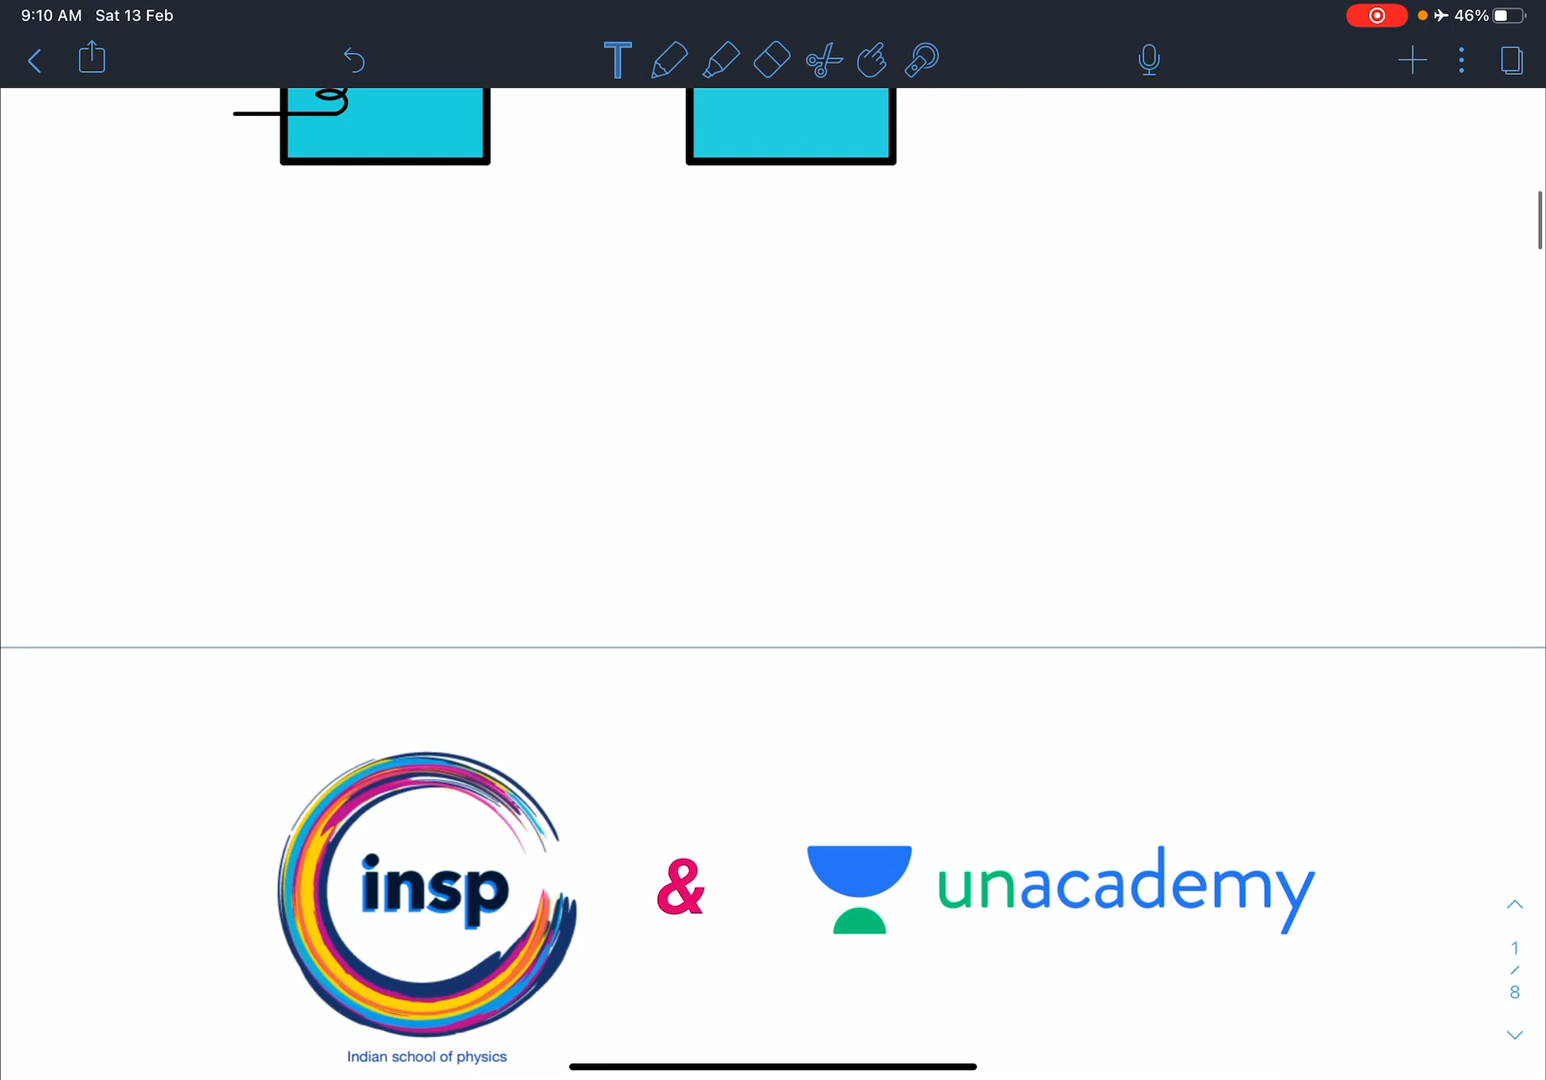 9:10 AM Sat 13 Feb
46%
T
insp
&
unacademy
1
/
8
Indian school of physics